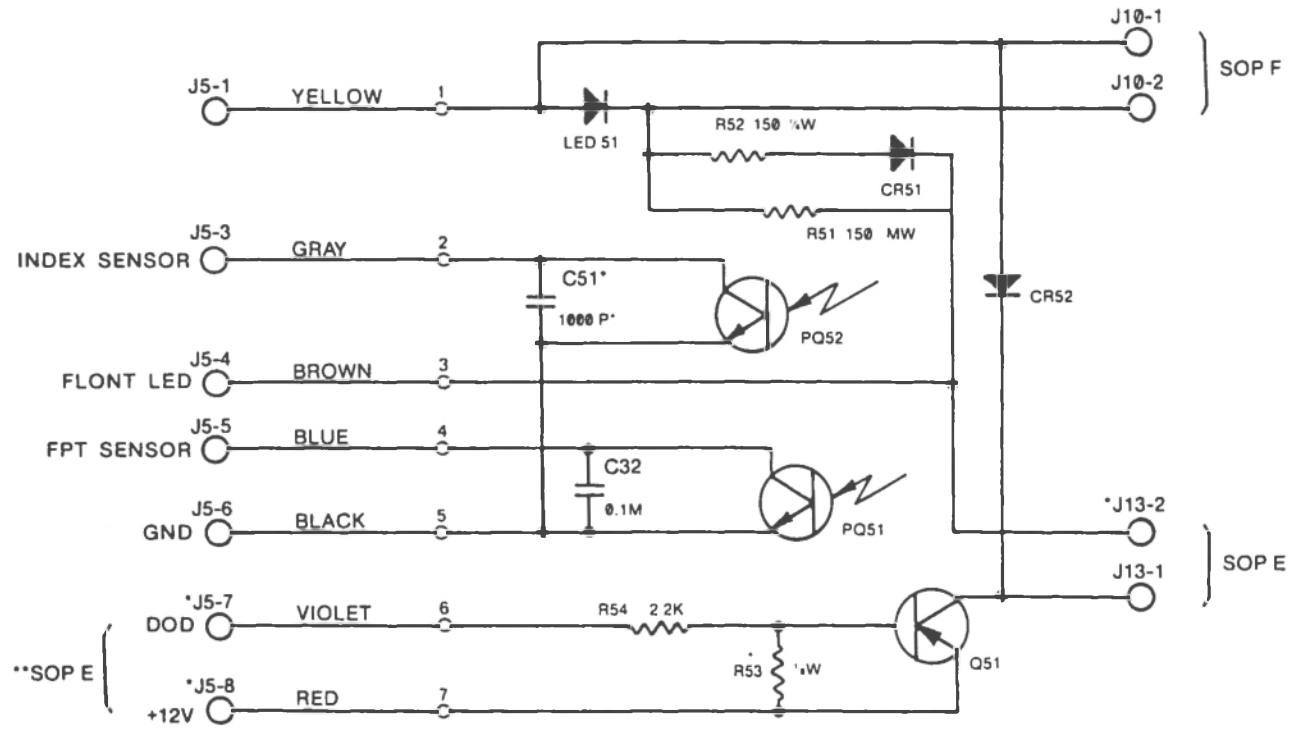 J10-1
SOP F
J5-1
YELLOW
1
J10-2
LED 51
R52 150 ¼W
CR51
R51 150 MW
J5-3
INDEX SENSOR
GRAY
2
C51*
1000 P*
PQ52
CR52
J5-4
FLONT LED
BROWN
3
J5-5
FPT SENSOR
BLUE
4
C32
0.1M
PQ51
J5-6
GND
BLACK
5
*J13-2
SOP E
J13-1
*J5-7
DOD
VIOLET
6
R54 2 2K
**SOP E
R53
W
Q51
*J5-8
+12V
RED
7